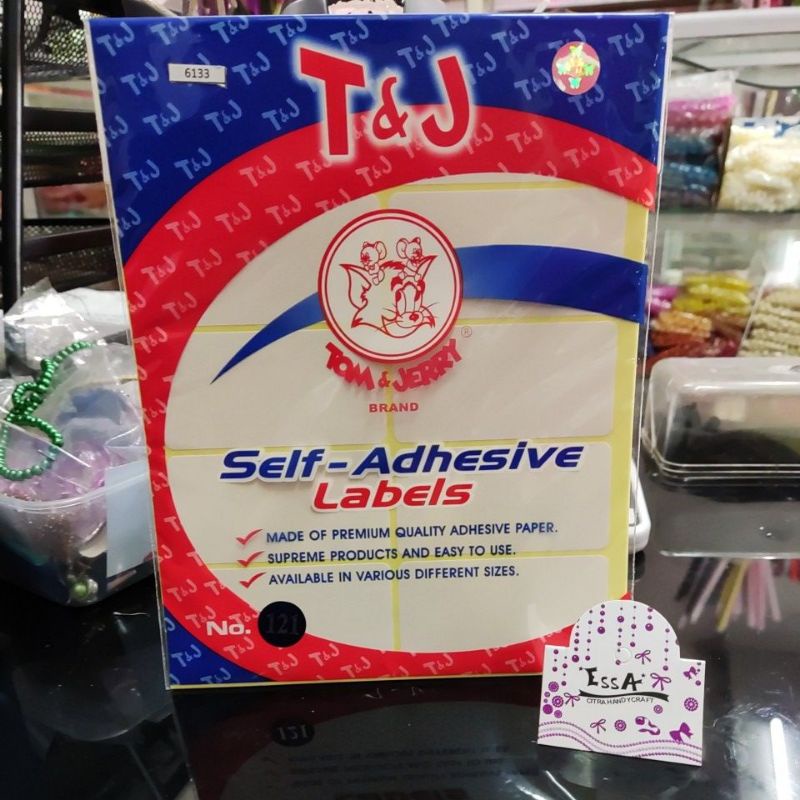 6133
T&J
TOM & JERRY®
BRAND
Self-Adhesive
Labels
MADE OF PREMIUM QUALITY ADHESIVE PAPER.
SUPREME PRODUCTS AND EASY TO USE.
AVAILABLE IN VARIOUS DIFFERENT SIZES.
No. 121
ESSA
CITRA HANDYCRAFT